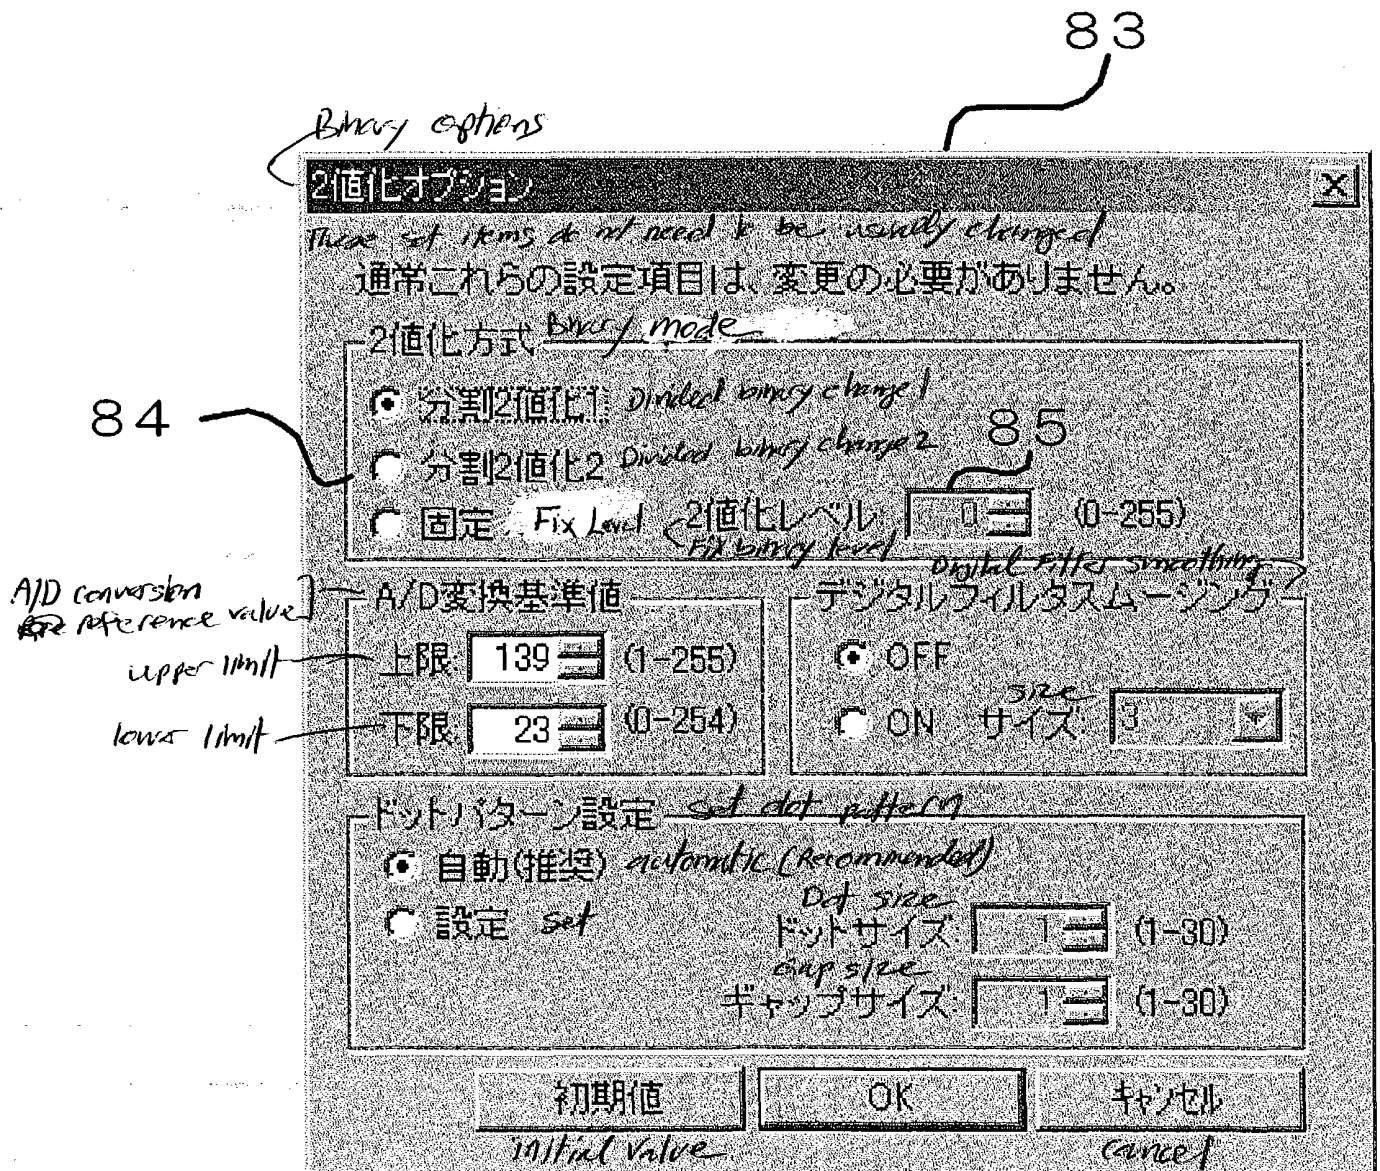 83
Binary options
2値化オプション
These set items do not need to be usually changed
通常これらの設定項目は、変更の必要がありません。
2値化方式 Binary mode
84
分割2値化1 Divided binary change 1
85
分割2値化2 Divided binary change 2
固定 Fix Level 2値化レベル: 0 (0-255)
Fix binary level
Digital Filter smoothing
A/D conversion
reference value
A/D変換基準値
デジタルフィルタスムージング
upper limit 上限: 139 (1-255)
OFF
lower limit 下限: 23 (0-254)
size
ON サイズ: 3
ドットパターン設定 set dot pattern
自動(推奨) automatic (Recommended)
設定 set
Dot size
ドットサイズ: 1 (1-30)
Gap size
ギャップサイズ: 1 (1-30)
初期値 OK キャンセル
initial value cancel